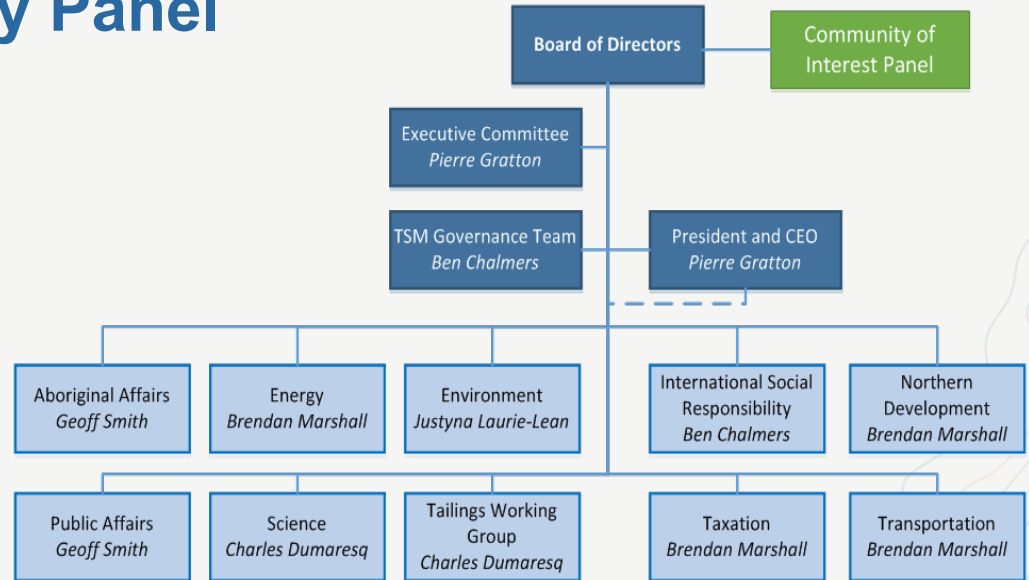 y Panel
Board of Directors
Community of
Interest Panel
Executive Committee
Pierre Gratton
TSM Governance Team
Ben Chalmers
President and CEO
Pierre Gratton
Aboriginal Affairs
Geoff Smith
Energy
Brendan Marshall
Environment
Justyna Laurie-Lean
International Social
Responsibility
Ben Chalmers
Northern
Development
Brendan Marshall
Public Affairs
Geoff Smith
Science
Charles Dumaresq
Tailings Working
Group
Charles Dumaresq
Taxation
Brendan Marshall
Transportation
Brendan Marshall